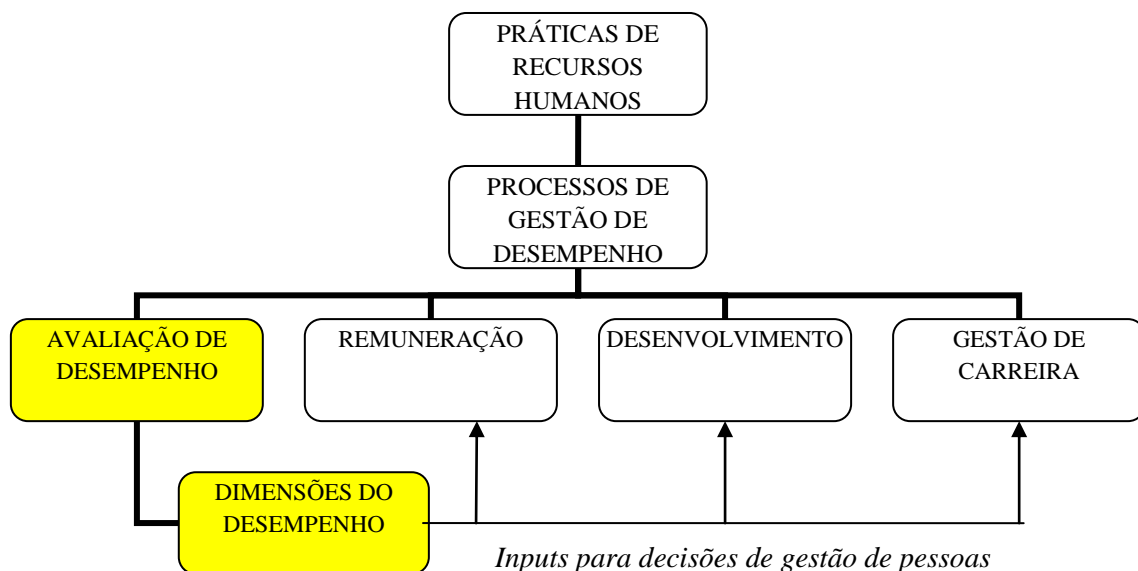 PRÁTICAS DE
RECURSOS
HUMANOS
PROCESSOS DE
GESTÃO DE
DESEMPENHO
AVALIAÇÃO DE
DESEMPENHO
REMUNERAÇÃO
DESENVOLVIMENTO
GESTÃO DE
CARREIRA
DIMENSÕES DO
DESEMPENHO
Inputs para decisões de gestão de pessoas